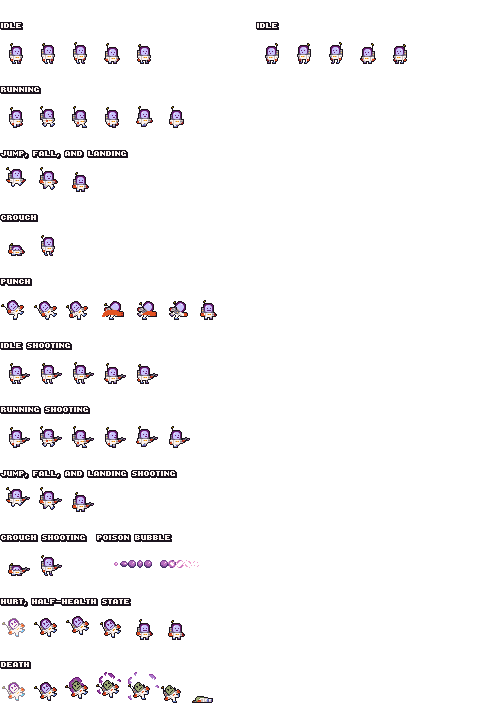 IDLE IDLE
RUNNING
JUMP, FALL, AND LANDING
CROUCH
PUNCH
IDLE SHOOTING
RUNNING SHOOTING
JUMP, FALL, AND LANDING SHOOTING
CROUCH SHOOTING POISON BUBBLE
HURT, HALF-HEALTH STATE
DEATH